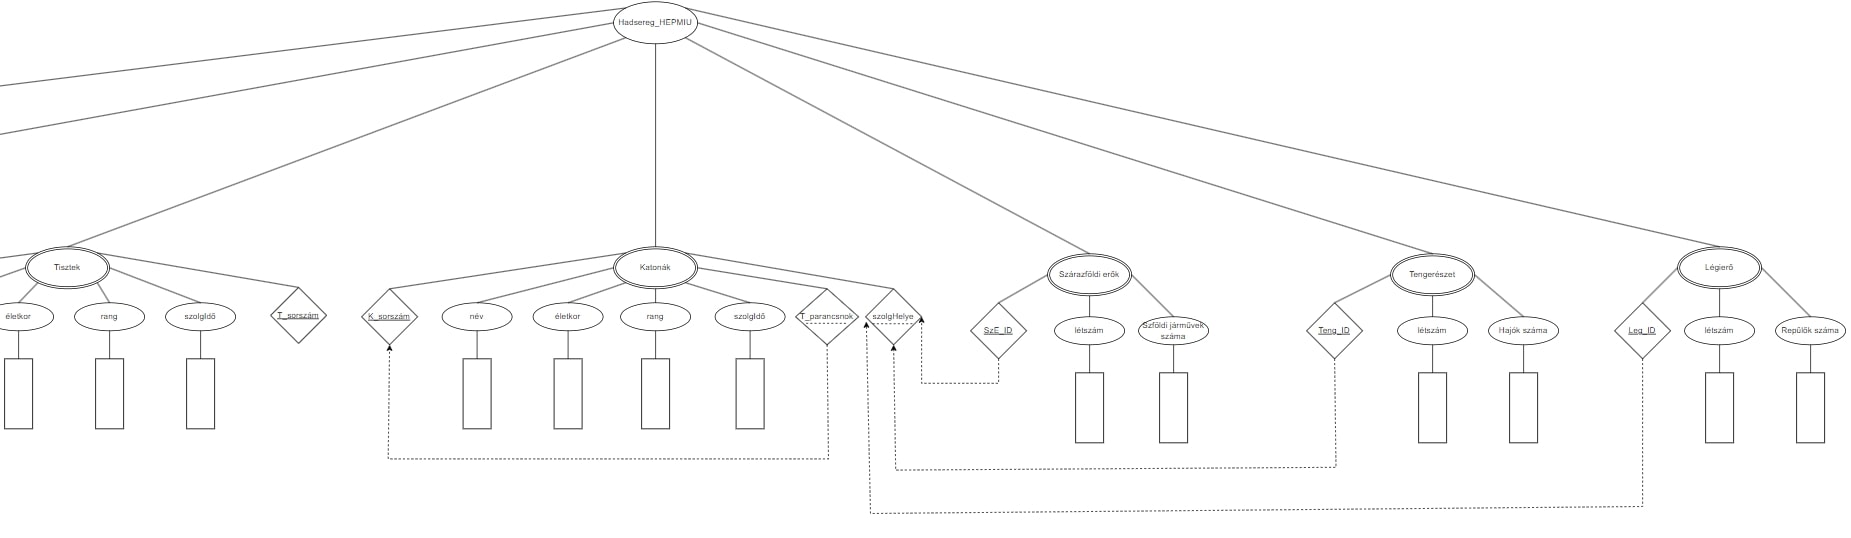 Hadsereg_HEPMIU
Tisztek
Katonák
Szárazföldi erők
Tengerészet
Légierő
életkor
rang
szolgIdő
T_sorszám
K_sorszám
név
életkor
rang
szolgIdő
T_parancsnok
szolgHelye
SzE_ID
létszám
Szföldi járművek
száma
Teng_ID
létszám
Hajók száma
Leg_ID
létszám
Repülők száma